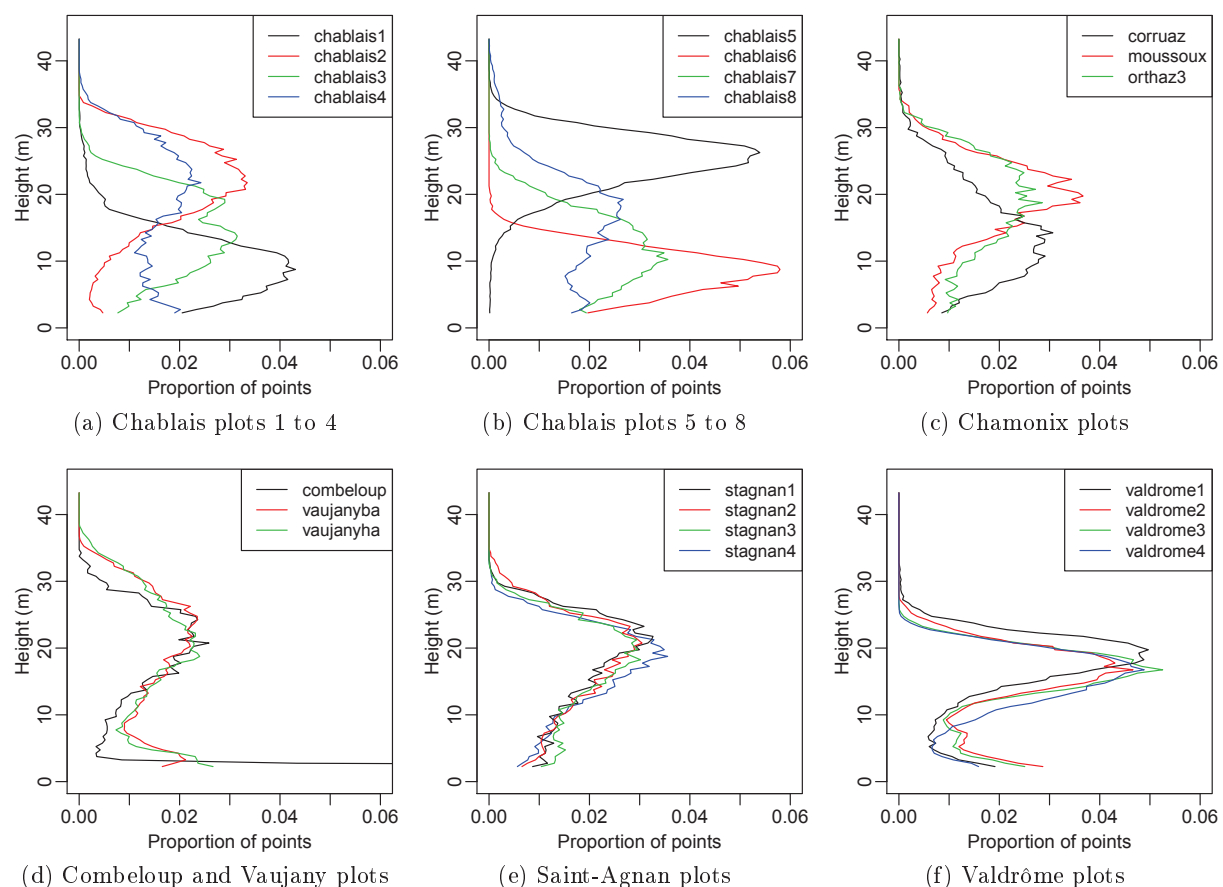 chablais1
chablais2
chablais3
chablais4
Height (m)
0 10 20 30 40
0.00 0.02 0.04 0.06
Proportion of points
(a) Chablais plots 1 to 4
chablais5
chablais6
chablais7
chablais8
Height (m)
0 10 20 30 40
0.00 0.02 0.04 0.06
Proportion of points
(b) Chablais plots 5 to 8
corruaz
moussoux
orthaz3
Height (m)
0 10 20 30 40
0.00 0.02 0.04 0.06
Proportion of points
(c) Chamonix plots
combeloup
vaujanyba
vaujanyha
Height (m)
0 10 20 30 40
0.00 0.02 0.04 0.06
Proportion of points
(d) Combeloup and Vaujany plots
stagnan1
stagnan2
stagnan3
stagnan4
Height (m)
0 10 20 30 40
0.00 0.02 0.04 0.06
Proportion of points
(e) Saint-Agnan plots
valdrome1
valdrome2
valdrome3
valdrome4
Height (m)
0 10 20 30 40
0.00 0.02 0.04 0.06
Proportion of points
(f) Valdrôme plots